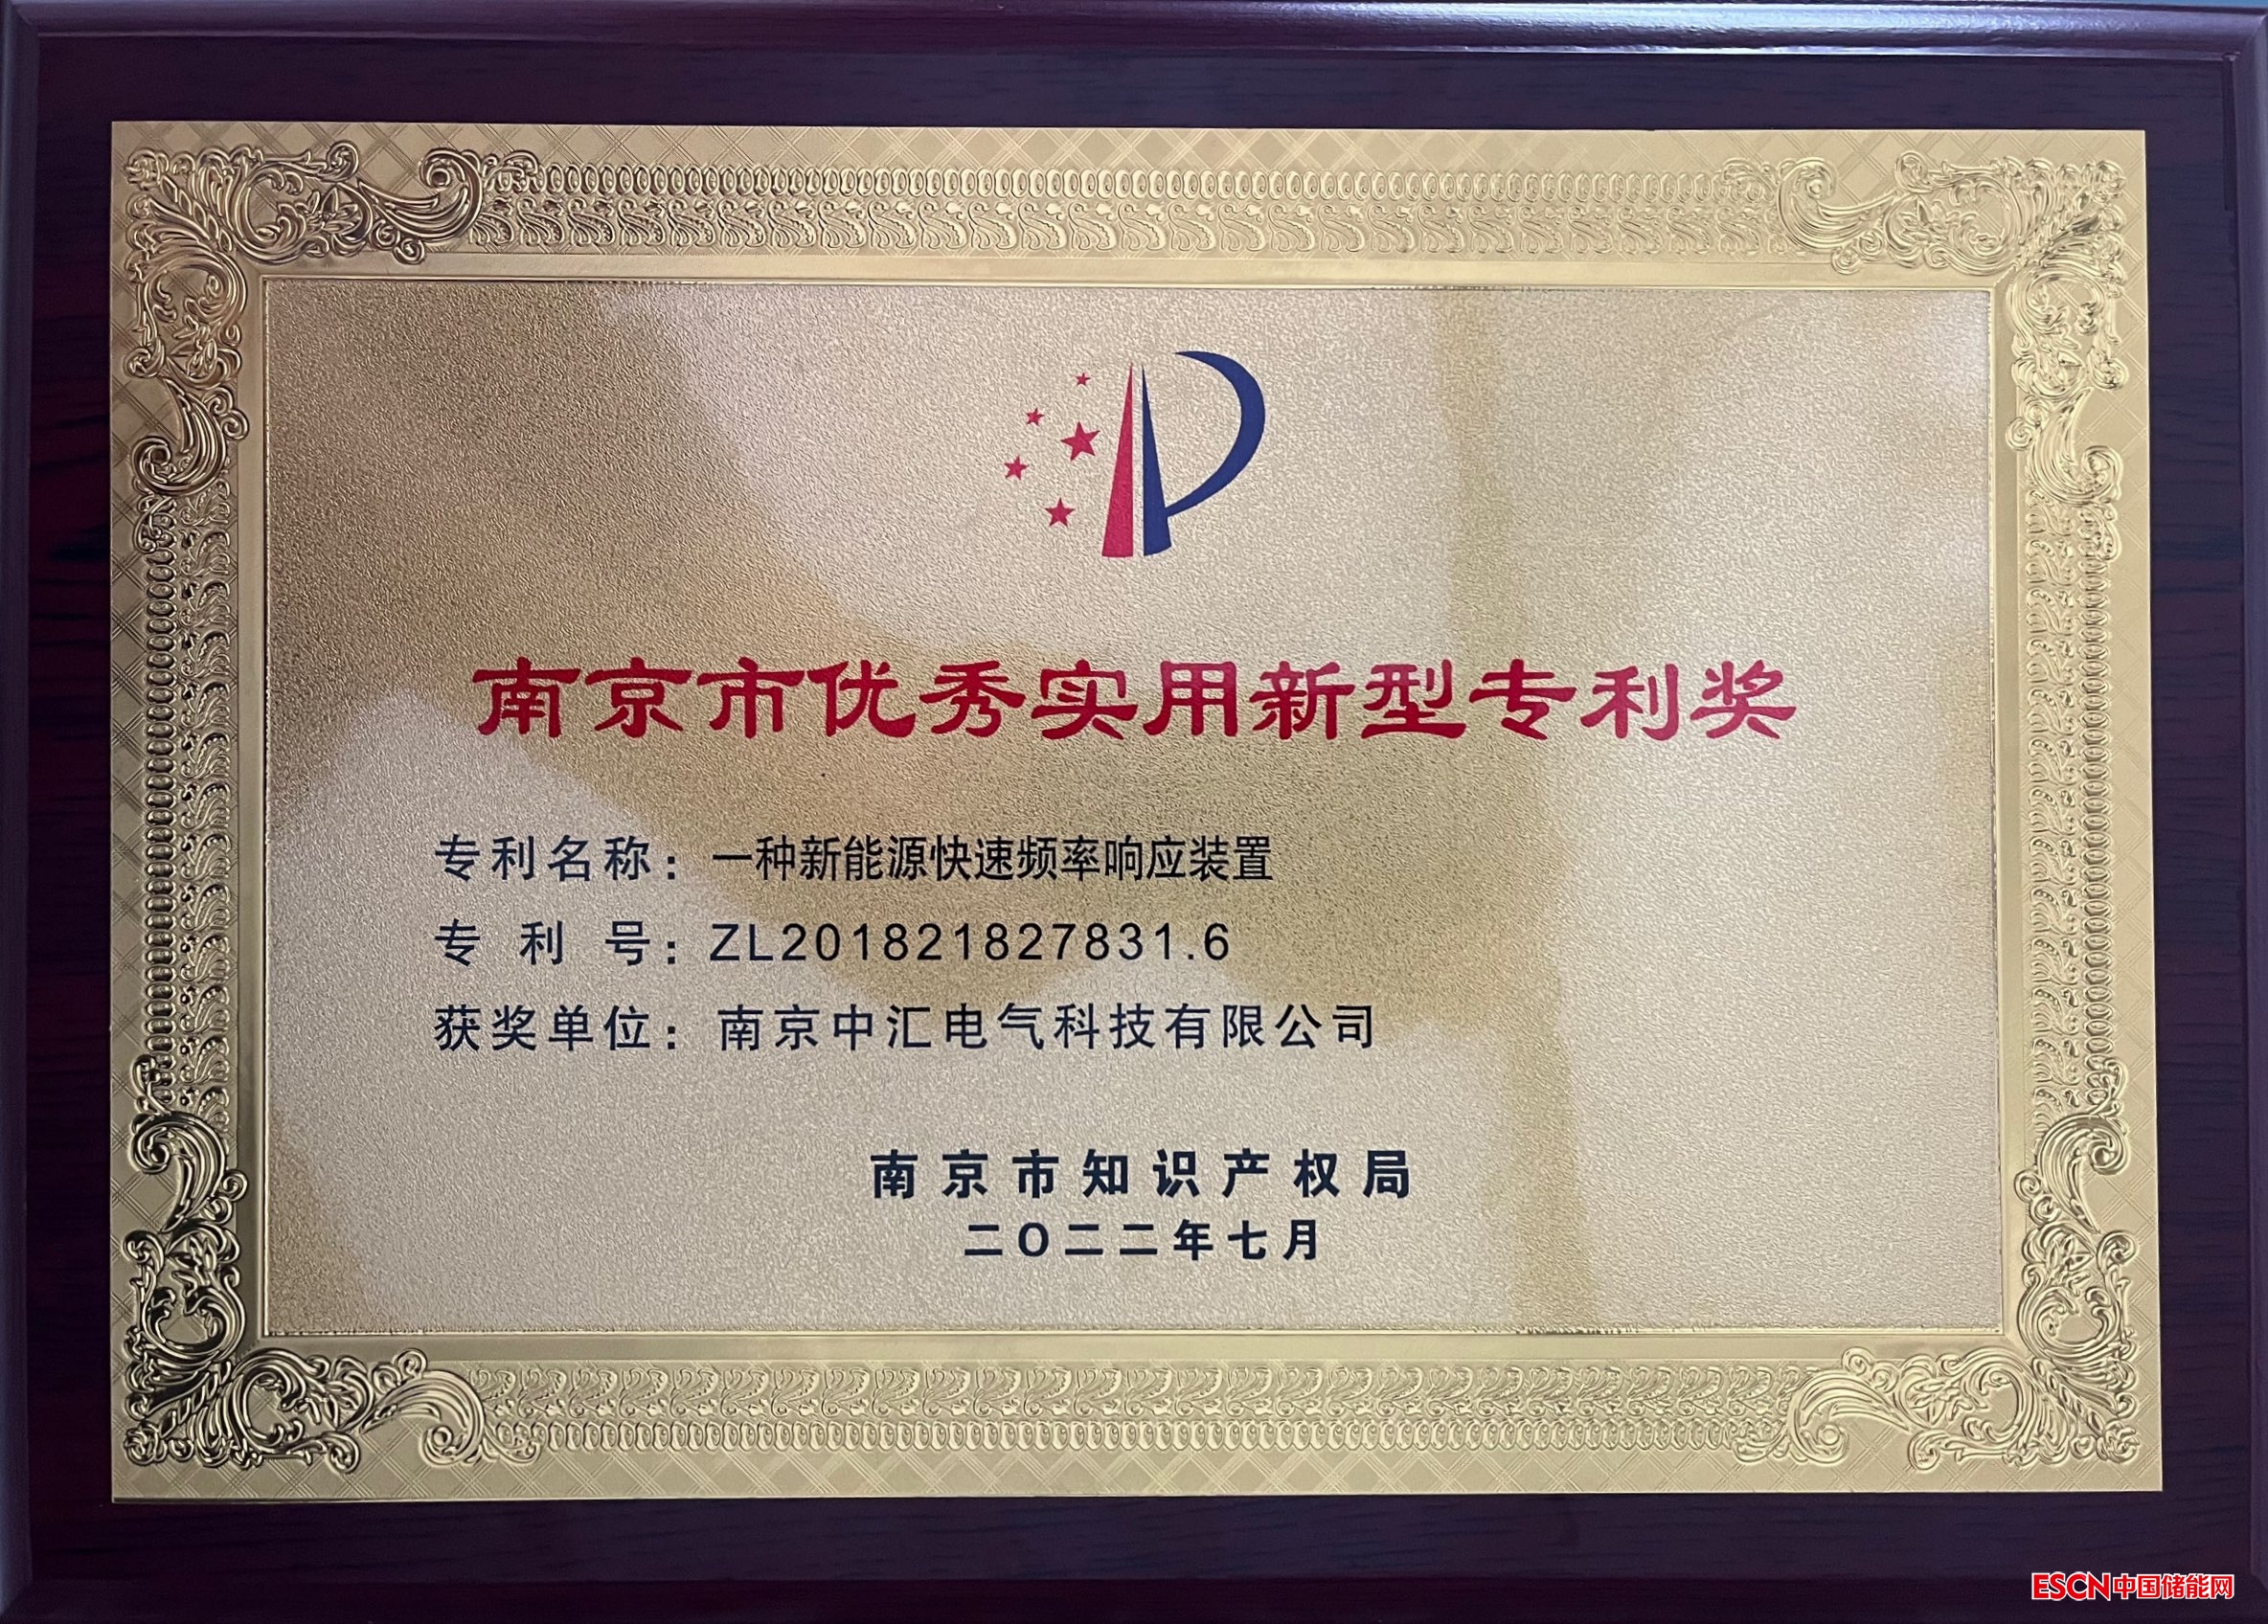 南京市优秀实用新型专利奖
专利名称：一种新能源快速频率响应装置
专利号：ZL201821827831.6
获奖单位：南京中汇电气科技有限公司
南京市知识产权局
二〇二二年七月
ESCN中国储能网